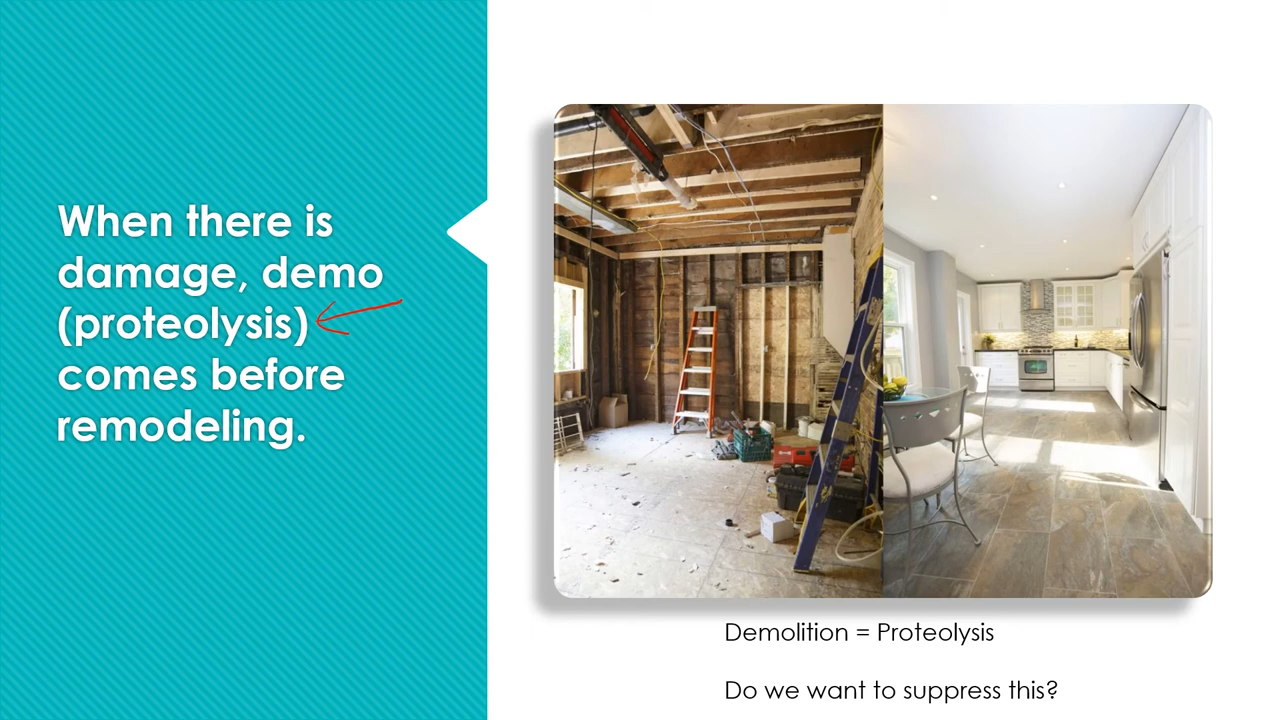 When there is
damage, demo
(proteolysis)
comes before
remodeling.
Demolition = Proteolysis
Do we want to suppress this?